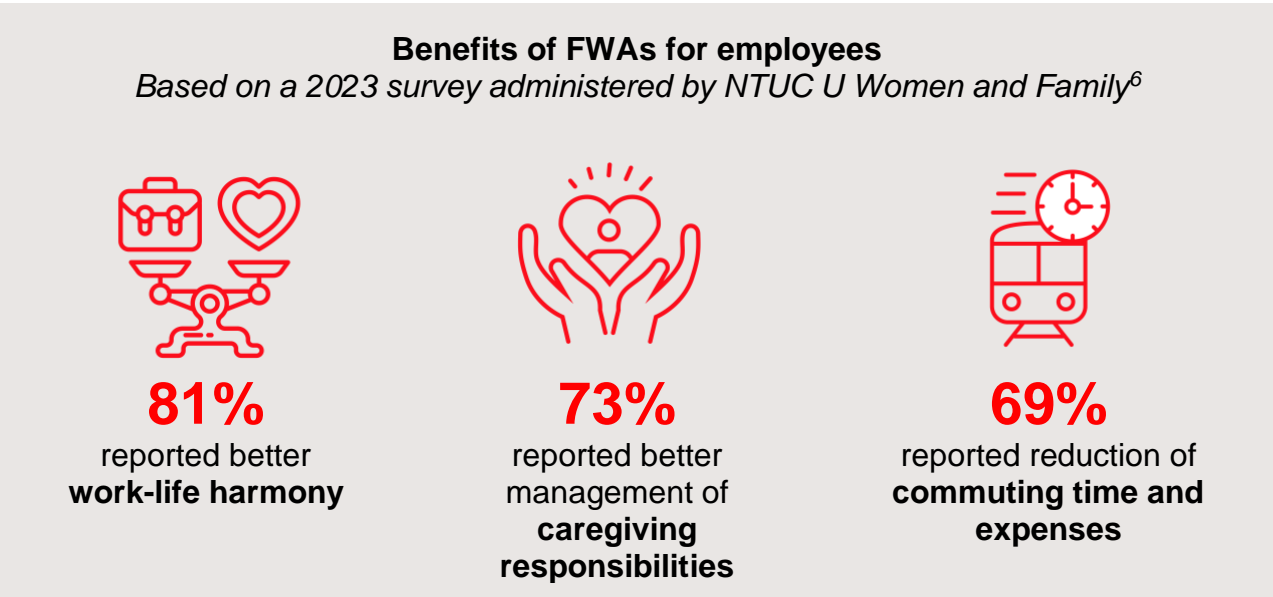 Benefits of FWAs for employees
Based on a 2023 survey administered by NTUC U Women and Family6
81%
reported better
work-life harmony
73%
reported better
management of
caregiving
responsibilities
69%
reported reduction of
commuting time and
expenses